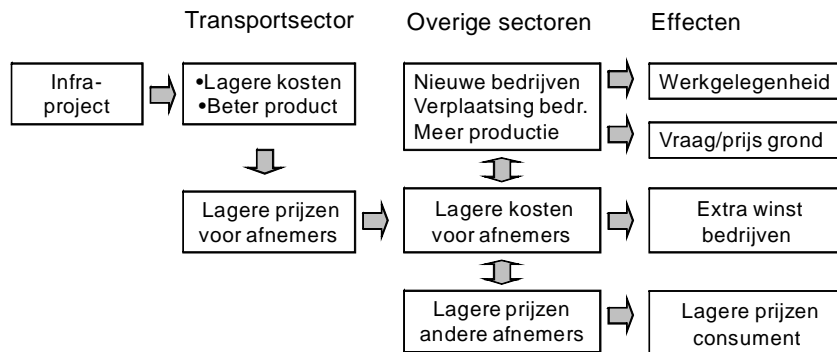 Transportsector
Overige sectoren
Effecten
Infra-
project
•Lagere kosten
•Beter product
Nieuwe bedrijven
Verplaatsing bedr.
Meer productie
Werkgelegenheid
Vraag/prijs grond
Lagere prijzen
voor afnemers
Lagere kosten
voor afnemers
Extra winst
bedrijven
Lagere prijzen
andere afnemers
Lagere prijzen
consument